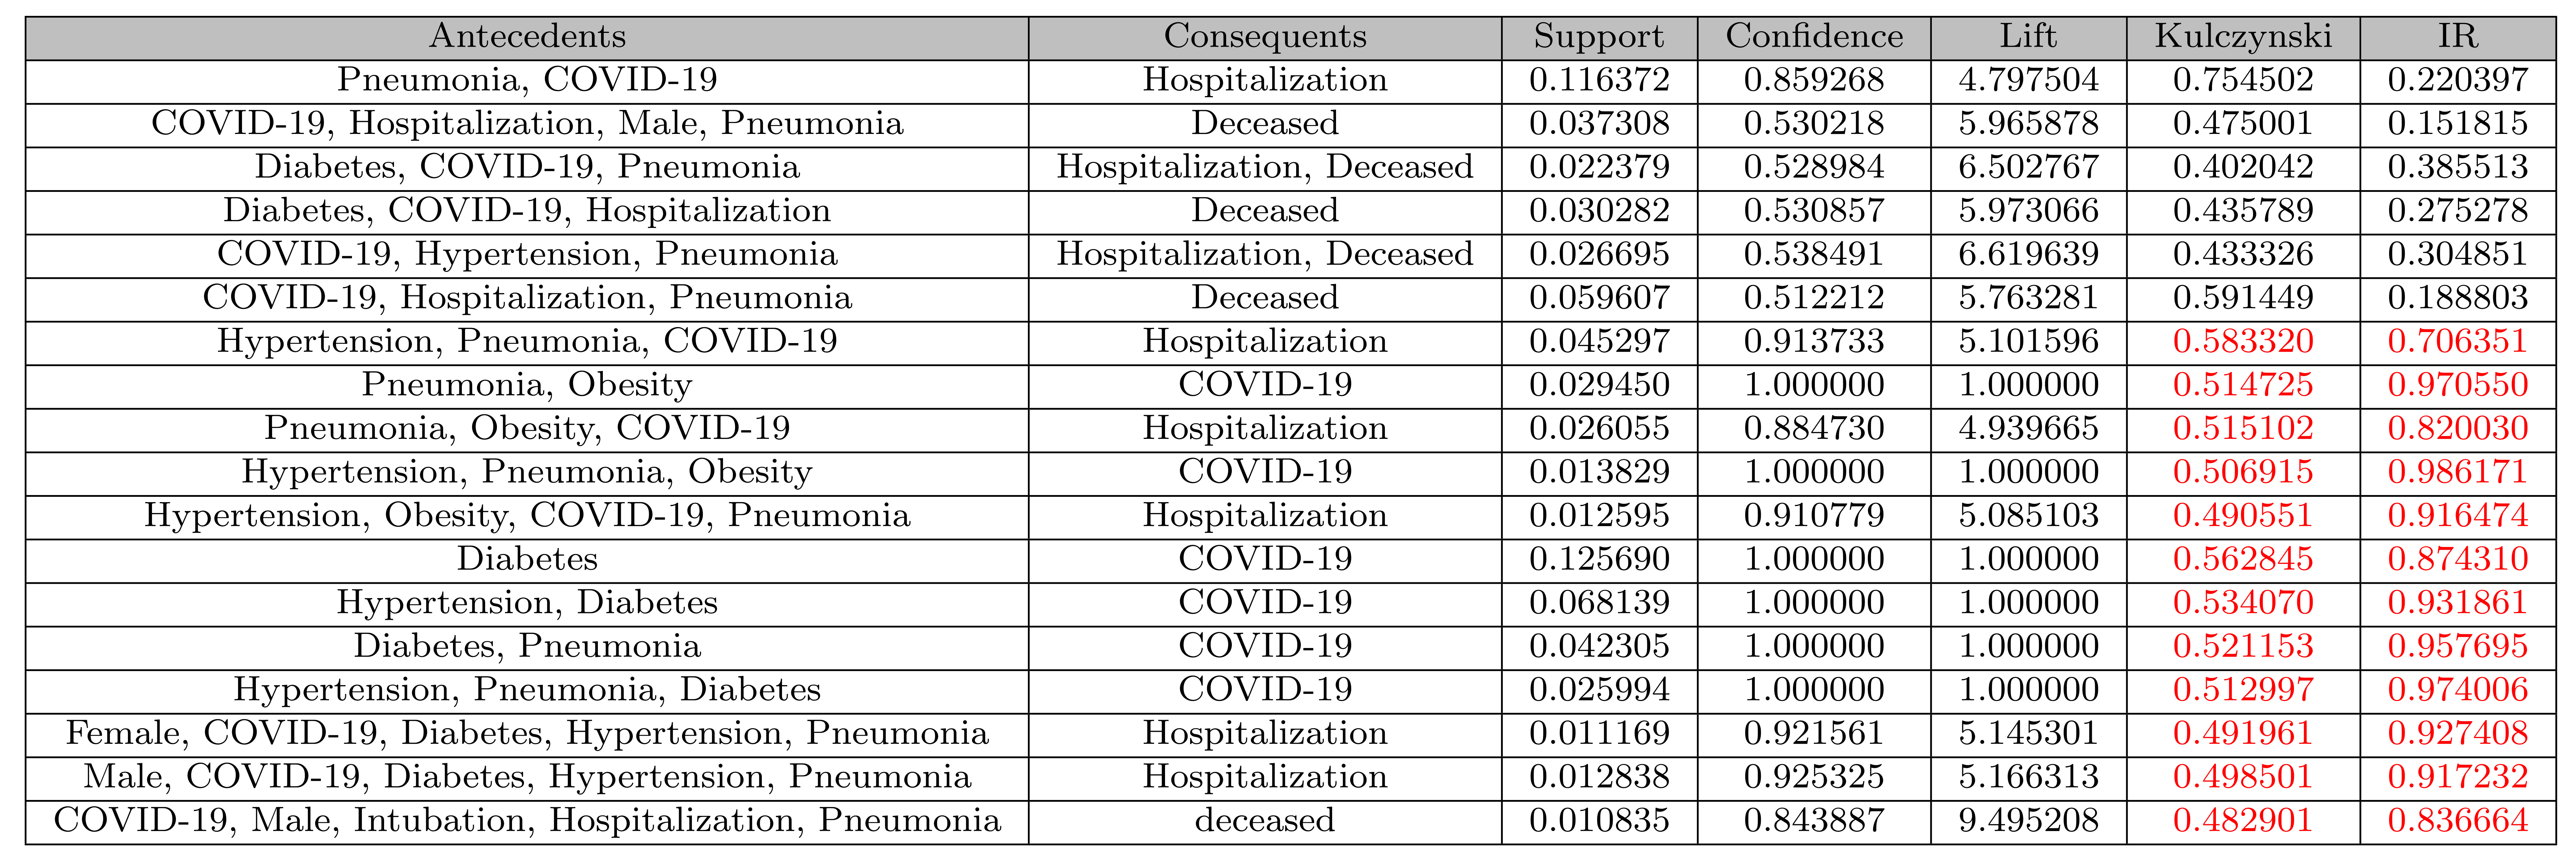 Antecedents Consequents Support Confidence Lift Kulczynski IR
Pneumonia, COVID-19 Hospitalization 0.116372 0.859268 4.797504 0.754502 0.220397
COVID-19, Hospitalization, Male, Pneumonia Deceased 0.037308 0.530218 5.965878 0.475001 0.151815
Diabetes, COVID-19, Pneumonia Hospitalization, Deceased 0.022379 0.528984 6.502767 0.402042 0.385513
Diabetes, COVID-19, Hospitalization Deceased 0.030282 0.530857 5.973066 0.435789 0.275278
COVID-19, Hypertension, Pneumonia Hospitalization, Deceased 0.026695 0.538491 6.619639 0.433326 0.304851
COVID-19, Hospitalization, Pneumonia Deceased 0.059607 0.512212 5.763281 0.591449 0.188803
Hypertension, Pneumonia, COVID-19 Hospitalization 0.045297 0.913733 5.101596 0.583320 0.706351
Pneumonia, Obesity COVID-19 0.029450 1.000000 1.000000 0.514725 0.970550
Pneumonia, Obesity, COVID-19 Hospitalization 0.026055 0.884730 4.939665 0.515102 0.820030
Hypertension, Pneumonia, Obesity COVID-19 0.013829 1.000000 1.000000 0.506915 0.986171
Hypertension, Obesity, COVID-19, Pneumonia Hospitalization 0.012595 0.910779 5.085103 0.490551 0.916474
Diabetes COVID-19 0.125690 1.000000 1.000000 0.562845 0.874310
Hypertension, Diabetes COVID-19 0.068139 1.000000 1.000000 0.534070 0.931861
Diabetes, Pneumonia COVID-19 0.042305 1.000000 1.000000 0.521153 0.957695
Hypertension, Pneumonia, Diabetes COVID-19 0.025994 1.000000 1.000000 0.512997 0.974006
Female, COVID-19, Diabetes, Hypertension, Pneumonia Hospitalization 0.011169 0.921561 5.145301 0.491961 0.927408
Male, COVID-19, Diabetes, Hypertension, Pneumonia Hospitalization 0.012838 0.925325 5.166313 0.498501 0.917232
COVID-19, Male, Intubation, Hospitalization, Pneumonia deceased 0.010835 0.843887 9.495208 0.482901 0.836664